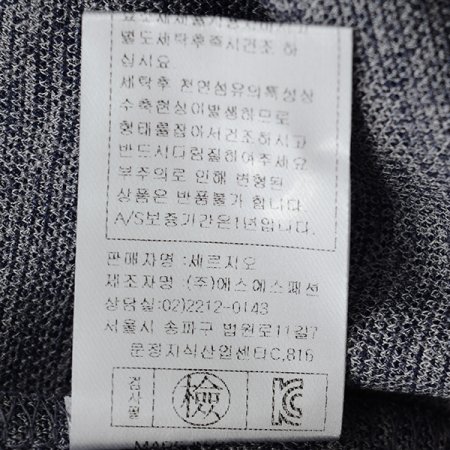 별도세탁후즉시건조 하
십시요
세탁후 천연섬유의특성상
수축현상이발생하므로
형태를잡아서건조하시고
반드시다림질하여주세요
부주의로 인해 변형된
상품은 반품불가 합니다
A/S보증기간은1년입니다.
판매자명 :세르지오
제조자명 :(주)에스에스패션
상담실:02)2212-0143
서울시 송파구 법원로11길7
문정지식산업센터C,816
검사필
檢